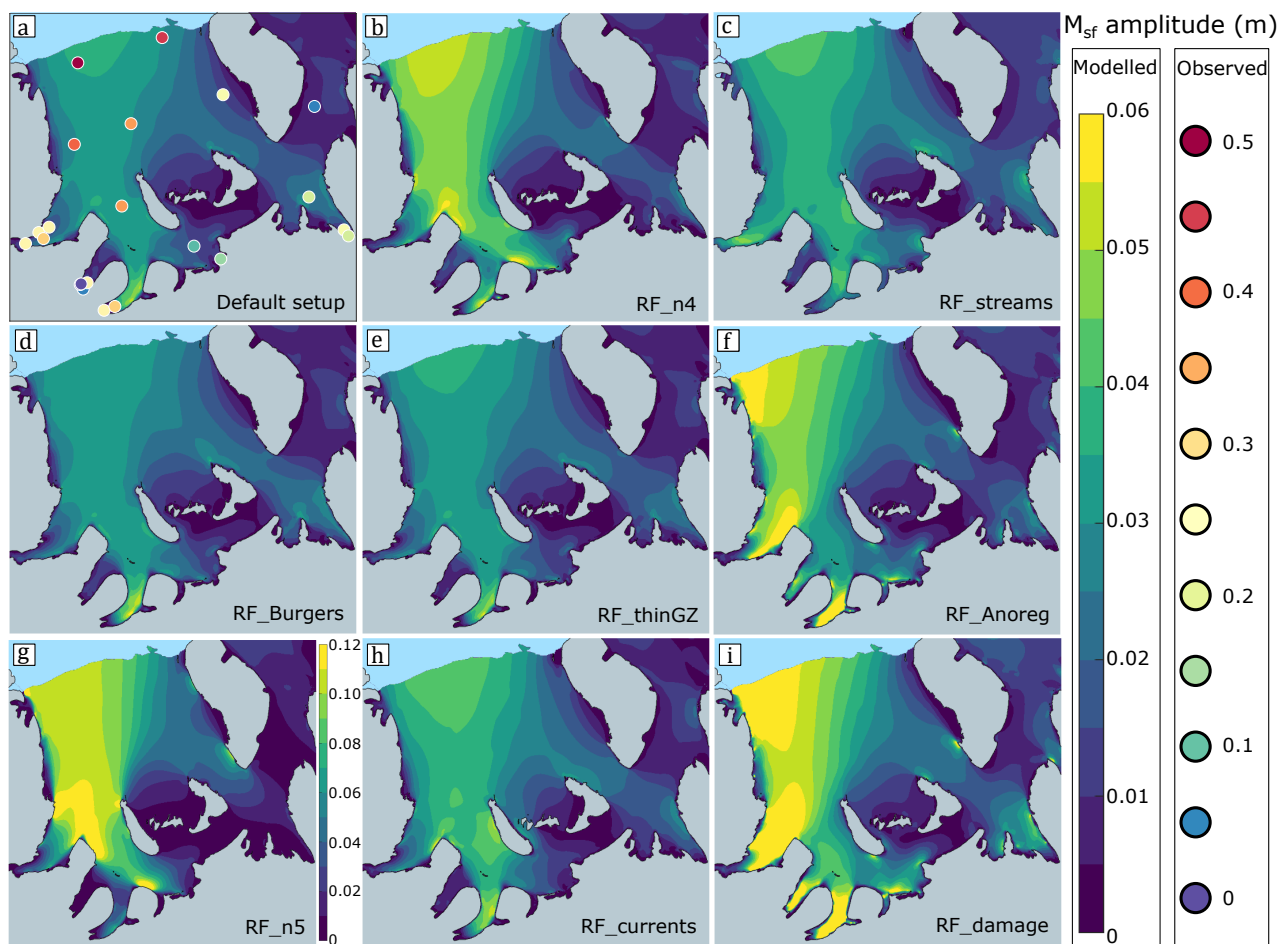 a
b
c
M_sf amplitude (m)
Modelled
Observed
0.06
0.05
0.04
0.03
0.02
0.01
0
0.5
0.4
0.3
0.2
0.1
0
Default setup
RF_n4
RF_streams
d
e
f
RF_Burgers
RF_thinGZ
RF_Anoreg
g
h
i
0.12
0.10
0.08
0.06
0.04
0.02
0
RF_n5
RF_currents
RF_damage